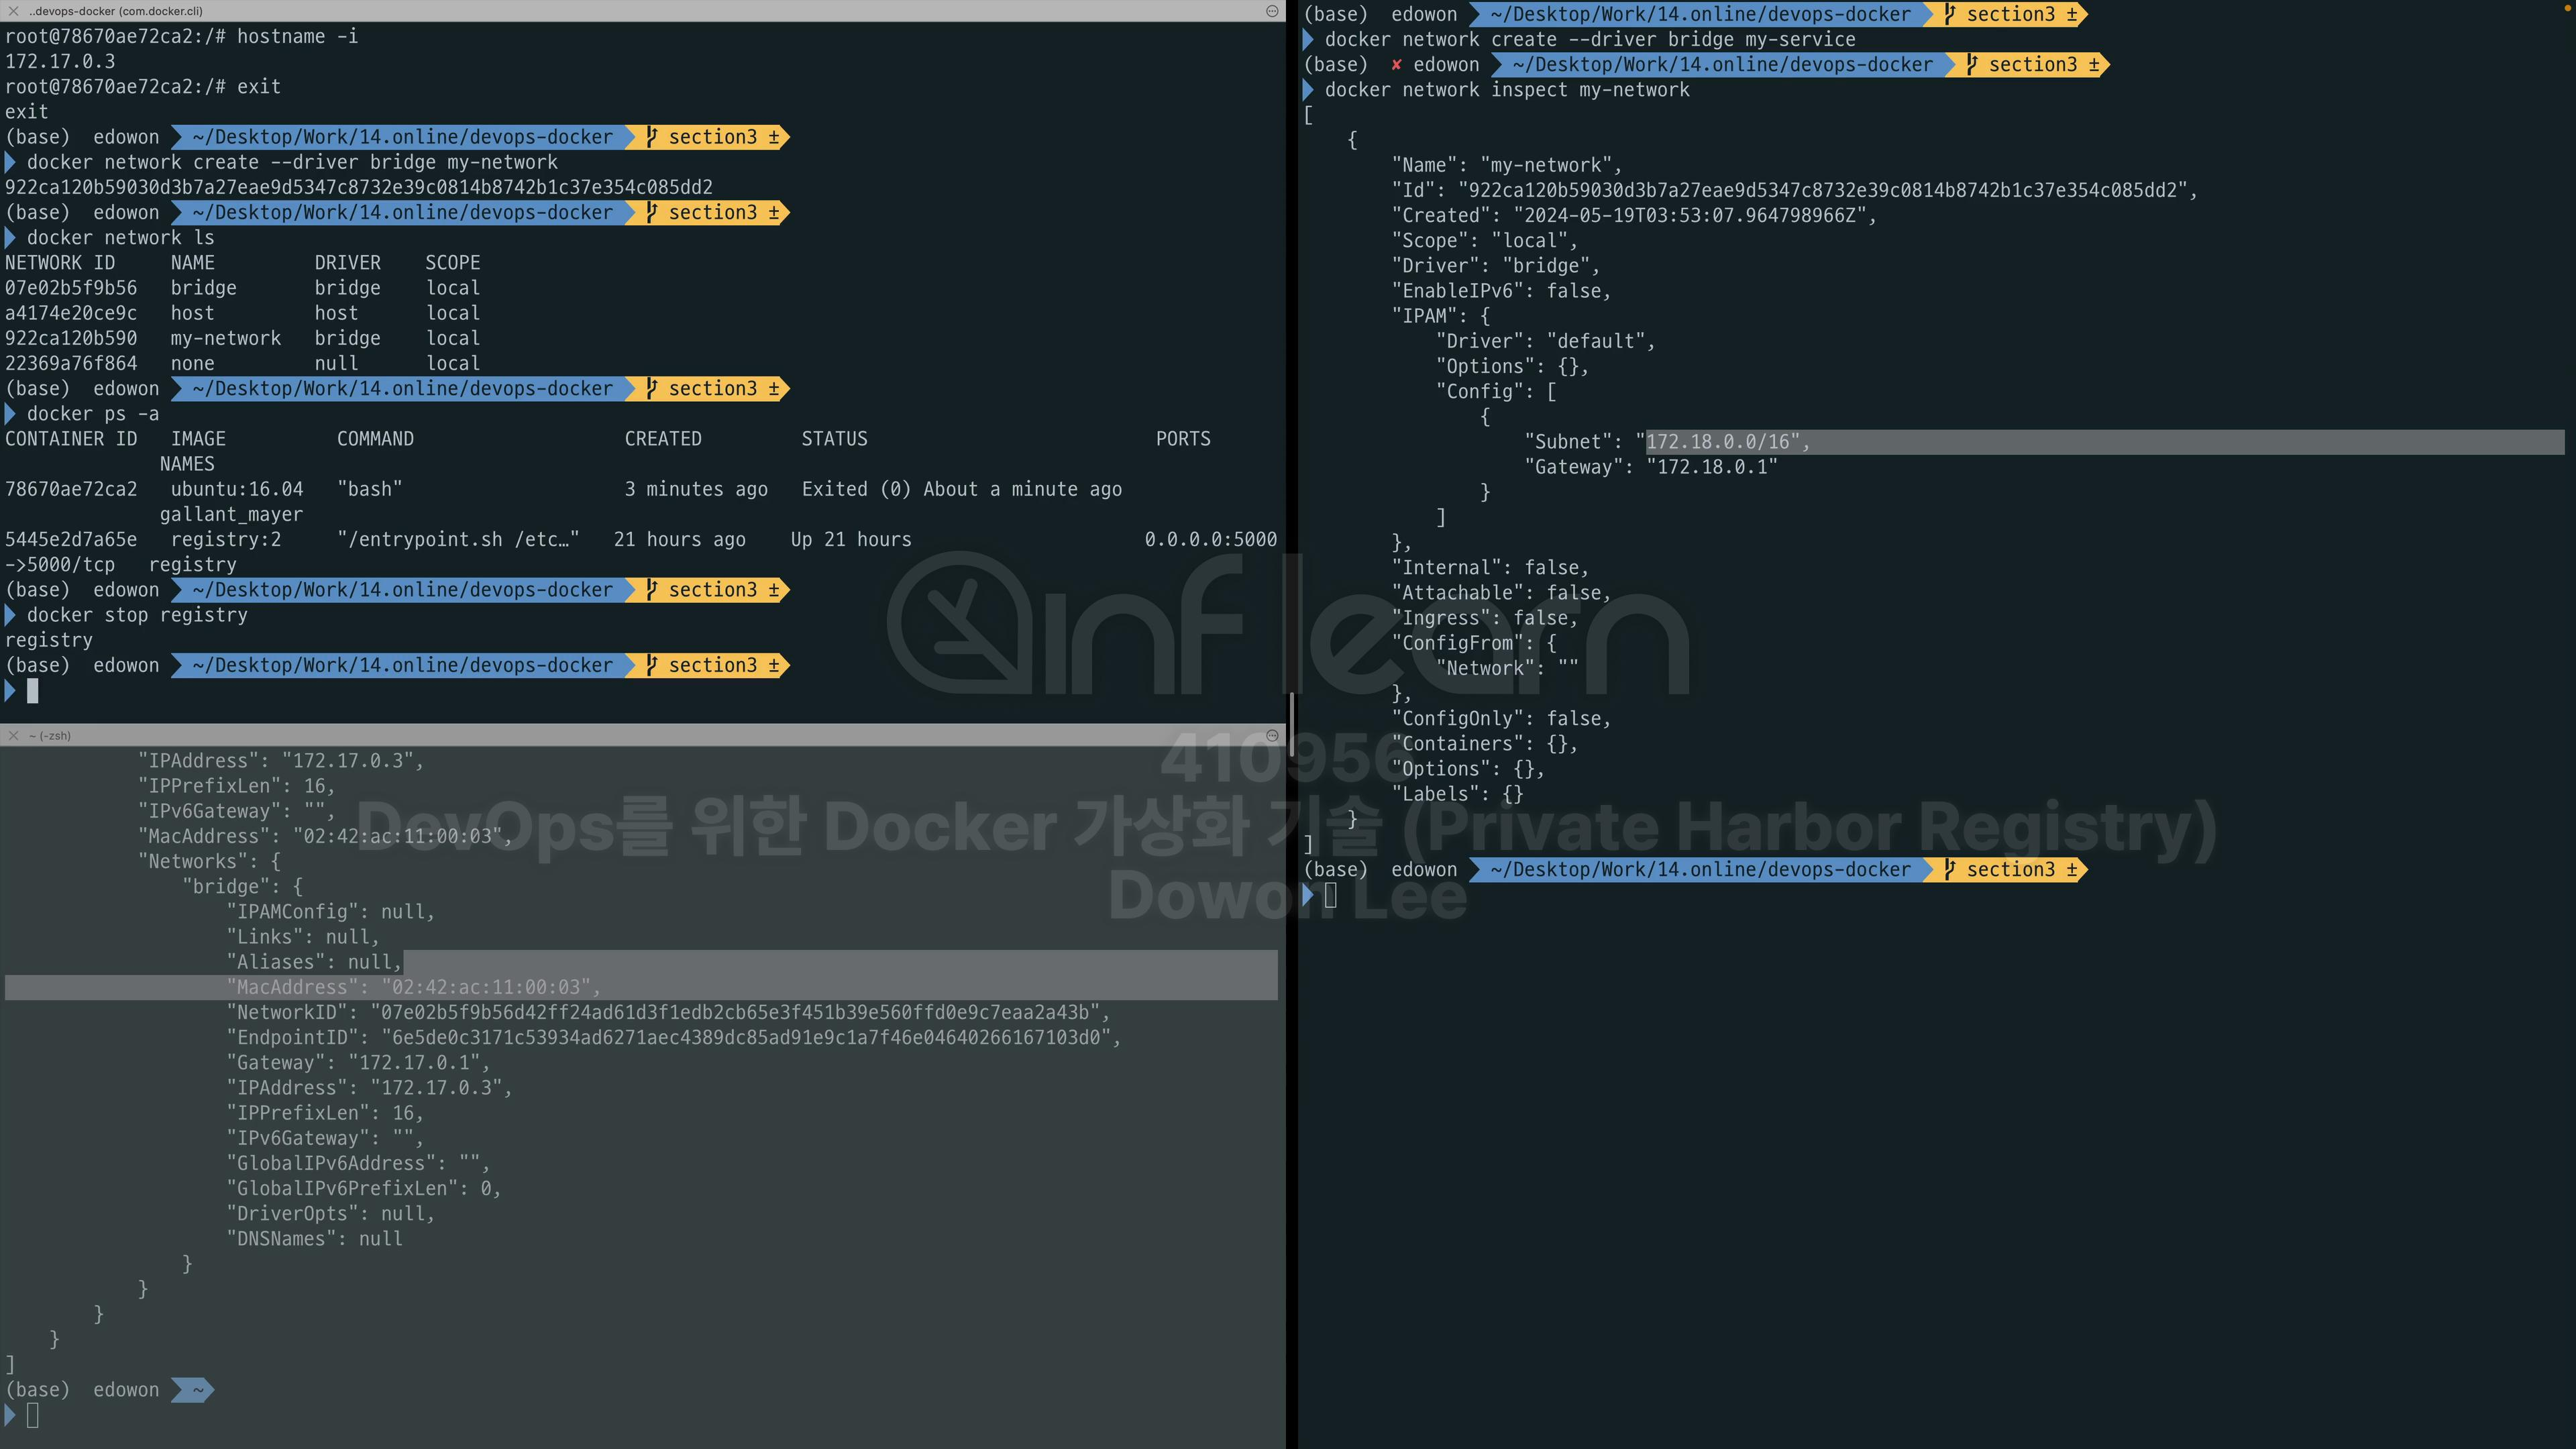 ..devops-docker (com.docker.cli)
root@78670ae72ca2:/# hostname -i
172.17.0.3
root@78670ae72ca2:/# exit
exit
(base) edowon ~/Desktop/Work/14.online/devops-docker section3 ±
docker network create --driver bridge my-network
922ca120b59030d3b7a27eae9d5347c8732e39c0814b8742b1c37e354c085dd2
(base) edowon ~/Desktop/Work/14.online/devops-docker section3 ±
docker network ls
NETWORK ID NAME DRIVER SCOPE
07e02b5f9b56 bridge bridge local
a4174e20ce9c host host local
922ca120b590 my-network bridge local
22369a76f864 none null local
(base) edowon ~/Desktop/Work/14.online/devops-docker section3 ±
docker ps -a
CONTAINER ID IMAGE COMMAND CREATED STATUS PORTS
NAMES
78670ae72ca2 ubuntu:16.04 "bash" 3 minutes ago Exited (0) About a minute ago
gallant_mayer
5445e2d7a65e registry:2 "/entrypoint.sh /etc…" 21 hours ago Up 21 hours 0.0.0.0:5000
->5000/tcp registry
(base) edowon ~/Desktop/Work/14.online/devops-docker section3 ±
docker stop registry
registry
(base) edowon ~/Desktop/Work/14.online/devops-docker section3 ±
~ (-zsh)
"IPAddress": "172.17.0.3",
"IPPrefixLen": 16,
"IPv6Gateway": "",
"MacAddress": "02:42:ac:11:00:03",
"Networks": {
"bridge": {
"IPAMConfig": null,
"Links": null,
"Aliases": null,
"MacAddress": "02:42:ac:11:00:03",
"NetworkID": "07e02b5f9b56d42ff24ad61d3f1edb2cb65e3f451b39e560ffd0e9c7eaa2a43b",
"EndpointID": "6e5de0c3171c53934ad6271aec4389dc85ad91e9c1a7f46e04640266167103d0",
"Gateway": "172.17.0.1",
"IPAddress": "172.17.0.3",
"IPPrefixLen": 16,
"IPv6Gateway": "",
"GlobalIPv6Address": "",
"GlobalIPv6PrefixLen": 0,
"DriverOpts": null,
"DNSNames": null
}
}
}
}
]
(base) edowon ~
(base) edowon ~/Desktop/Work/14.online/devops-docker section3 ±
docker network create --driver bridge my-service
(base) ✘ edowon ~/Desktop/Work/14.online/devops-docker section3 ±
docker network inspect my-network
[
{
"Name": "my-network",
"Id": "922ca120b59030d3b7a27eae9d5347c8732e39c0814b8742b1c37e354c085dd2",
"Created": "2024-05-19T03:53:07.964798966Z",
"Scope": "local",
"Driver": "bridge",
"EnableIPv6": false,
"IPAM": {
"Driver": "default",
"Options": {},
"Config": [
{
"Subnet": "172.18.0.0/16",
"Gateway": "172.18.0.1"
}
]
},
"Internal": false,
"Attachable": false,
"Ingress": false,
"ConfigFrom": {
"Network": ""
},
"ConfigOnly": false,
"Containers": {},
"Options": {},
"Labels": {}
}
]
(base) edowon ~/Desktop/Work/14.online/devops-docker section3 ±
inflearn
410956
DevOps를 위한 Docker 가상화 기술 (Private Harbor Registry)
Dowon Lee